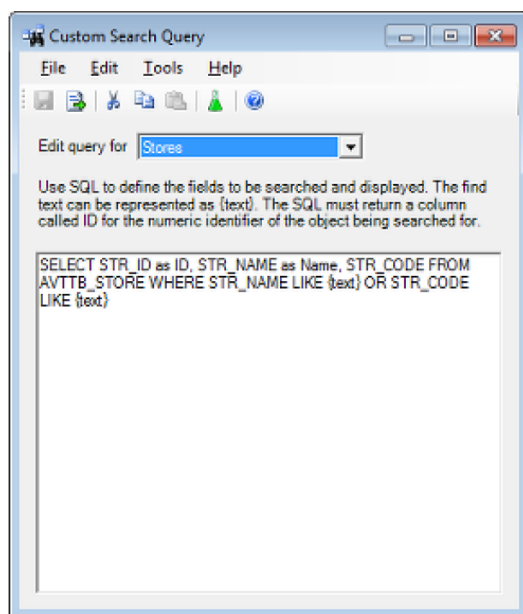 Custom Search Query
File Edit Tools Help
Edit query for Stores
Use SQL to define the fields to be searched and displayed. The find
text can be represented as {text}. The SQL must return a column
called ID for the numeric identifier of the object being searched for.
SELECT STR_ID as ID, STR_NAME as Name, STR_CODE FROM
AVTTB_STORE WHERE STR_NAME LIKE {text} OR STR_CODE
LIKE {text}